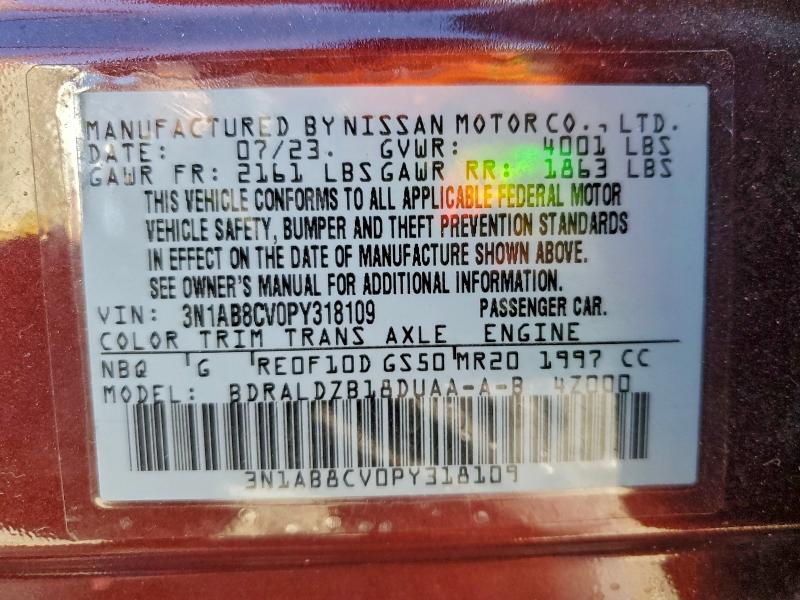 MANUFACTURED BY NISSAN MOTOR CO., LTD.
DATE: 07/23. GVWR: 4001 LBS
GAWR FR: 2161 LBS GAWR RR: 1863 LBS
THIS VEHICLE CONFORMS TO ALL APPLICABLE FEDERAL MOTOR
VEHICLE SAFETY, BUMPER AND THEFT PREVENTION STANDARDS
IN EFFECT ON THE DATE OF MANUFACTURE SHOWN ABOVE.
SEE OWNER'S MANUAL FOR ADDITIONAL INFORMATION.
VIN: 3N1AB8CV0PY318109 PASSENGER CAR.
COLOR TRIM TRANS AXLE ENGINE
NBQ G RE0F10D GS50 MR20 1997 CC
MODEL: BDRALDZB18DUAA-A-B 4Z000
3N1AB8CV0PY318109